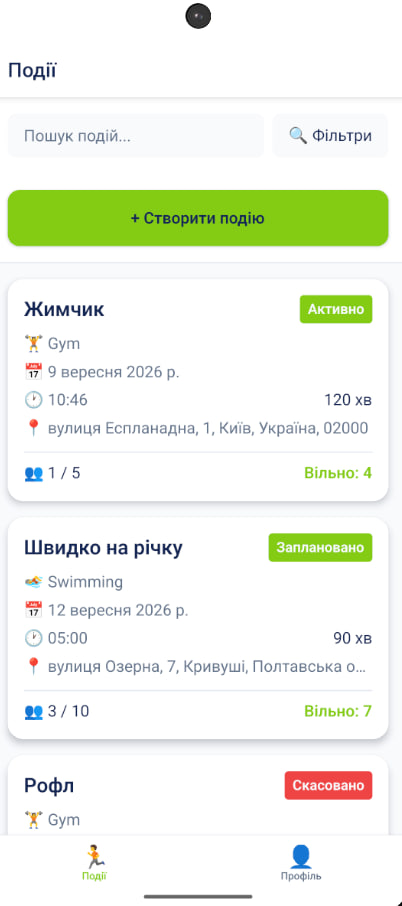 Події
Пошук подій...
🔍 Фільтри
+ Створити подію
Жимчик
Активно
🏋️ Gym
📅 9 вересня 2026 р.
🕐 10:46
120 хв
📍 вулиця Еспланадна, 1, Київ, Україна, 02000
👥 1 / 5
Вільно: 4
Швидко на річку
Заплановано
🏊 Swimming
📅 12 вересня 2026 р.
🕐 05:00
90 хв
📍 вулиця Озерна, 7, Кривуші, Полтавська о...
👥 3 / 10
Вільно: 7
Рофл
Скасовано
🏋️ Gym
Події
Профіль